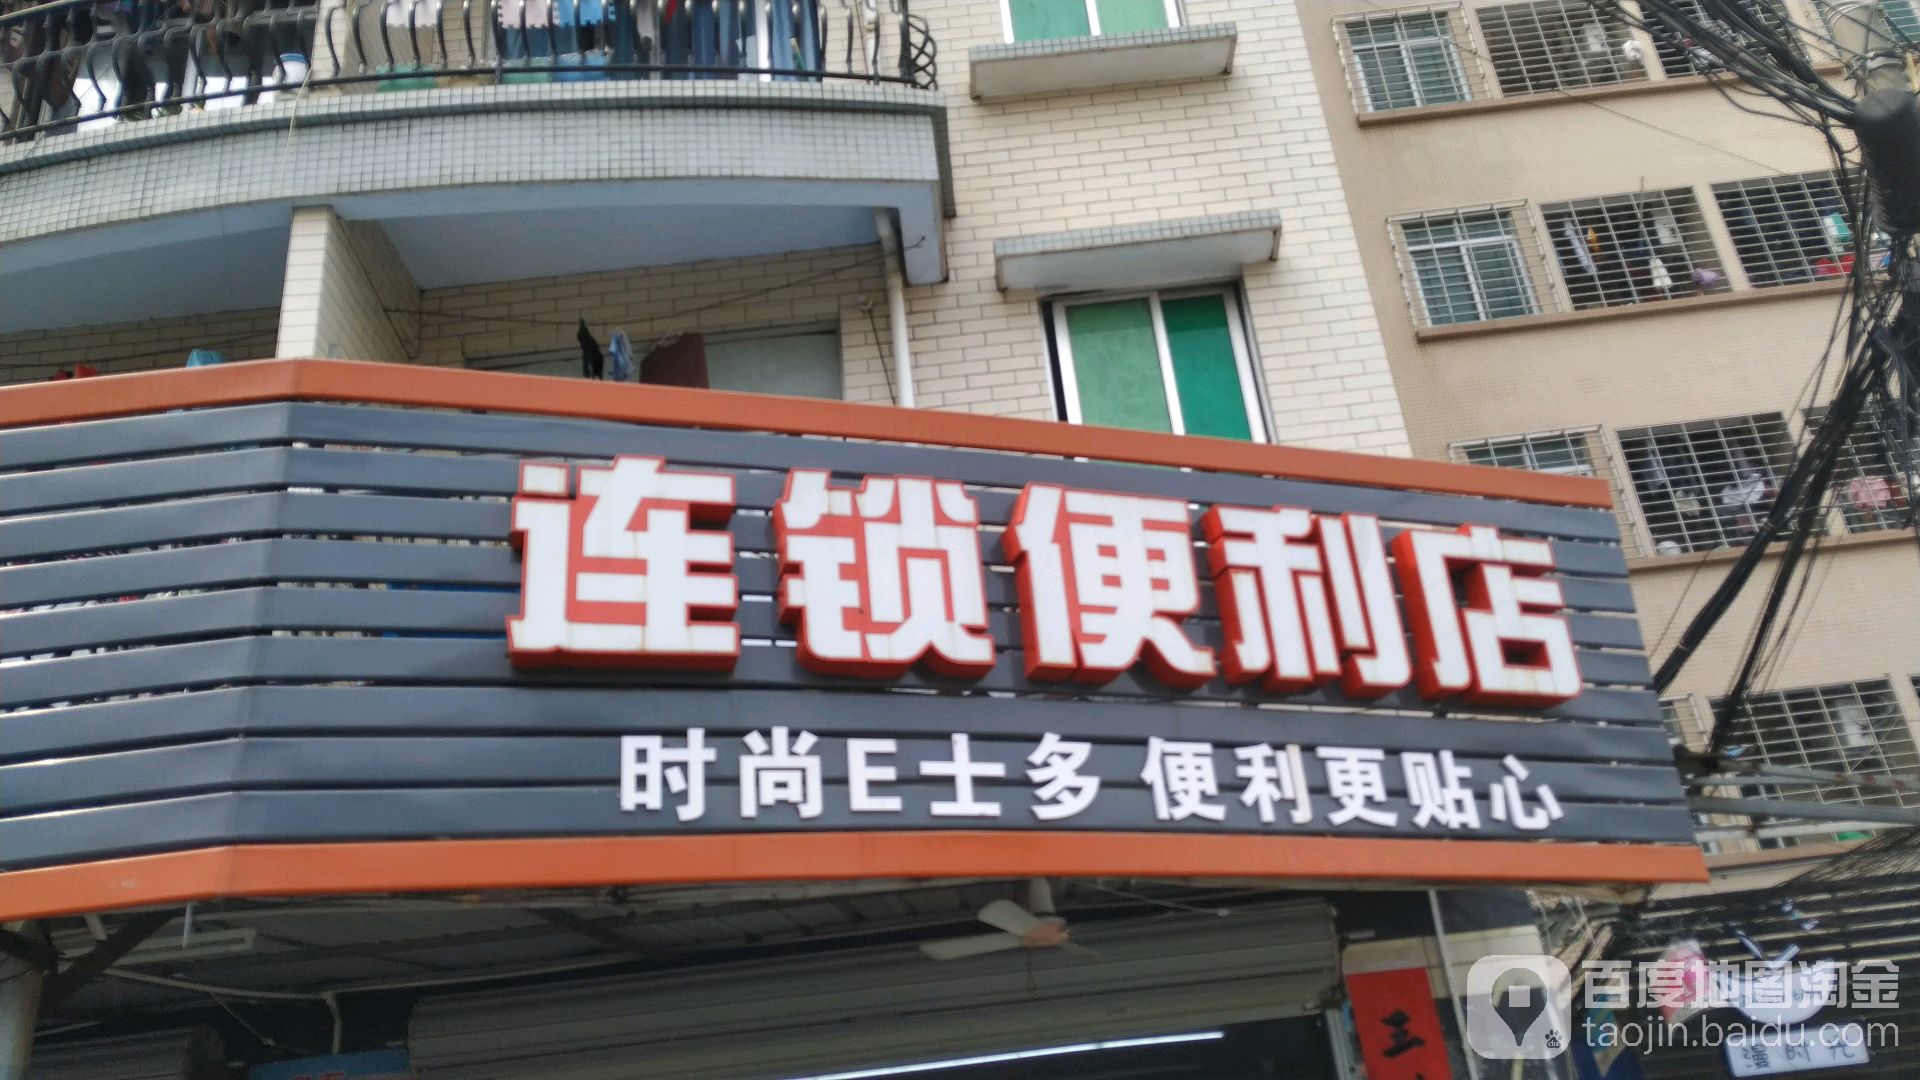 连锁便利店
时尚E士多 便利更贴心
三
百度地图淘金
taojin.baidu.com